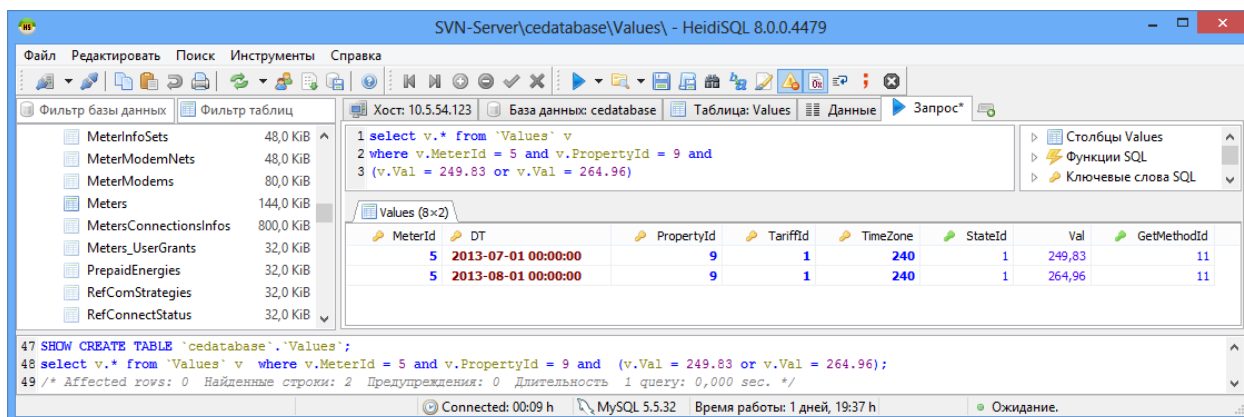 HS SVN-Server\cedatabase\Values\ - HeidiSQL 8.0.0.4479
Файл Редактировать Поиск Инструменты Справка
Фильтр базы данных Фильтр таблиц Хост: 10.5.54.123 База данных: cedatabase Таблица: Values Данные Запрос*
MeterInfoSets 48,0 KiB
MeterModemNets 48,0 KiB
MeterModems 80,0 KiB
Meters 144,0 KiB
MetersConnectionsInfos 800,0 KiB
Meters_UserGrants 32,0 KiB
PrepaidEnergies 32,0 KiB
RefComStrategies 32,0 KiB
RefConnectStatus 32,0 KiB
1 select v.* from `Values` v
2 where v.MeterId = 5 and v.PropertyId = 9 and
3 (v.Val = 249.83 or v.Val = 264.96)
Столбцы Values
Функции SQL
Ключевые слова SQL
Values (8×2)
MeterId DT PropertyId TariffId TimeZone StateId Val GetMethodId
5 2013-07-01 00:00:00 9 1 240 1 249,83 11
5 2013-08-01 00:00:00 9 1 240 1 264,96 11
47 SHOW CREATE TABLE `cedatabase`.`Values`;
48 select v.* from `Values` v  where v.MeterId = 5 and v.PropertyId = 9 and  (v.Val = 249.83 or v.Val = 264.96);
49 /* Affected rows: 0  Найденные строки: 2  Предупреждения: 0  Длительность  1 query: 0,000 sec. */
Connected: 00:09 h MySQL 5.5.32 Время работы: 1 дней, 19:37 h Ожидание.